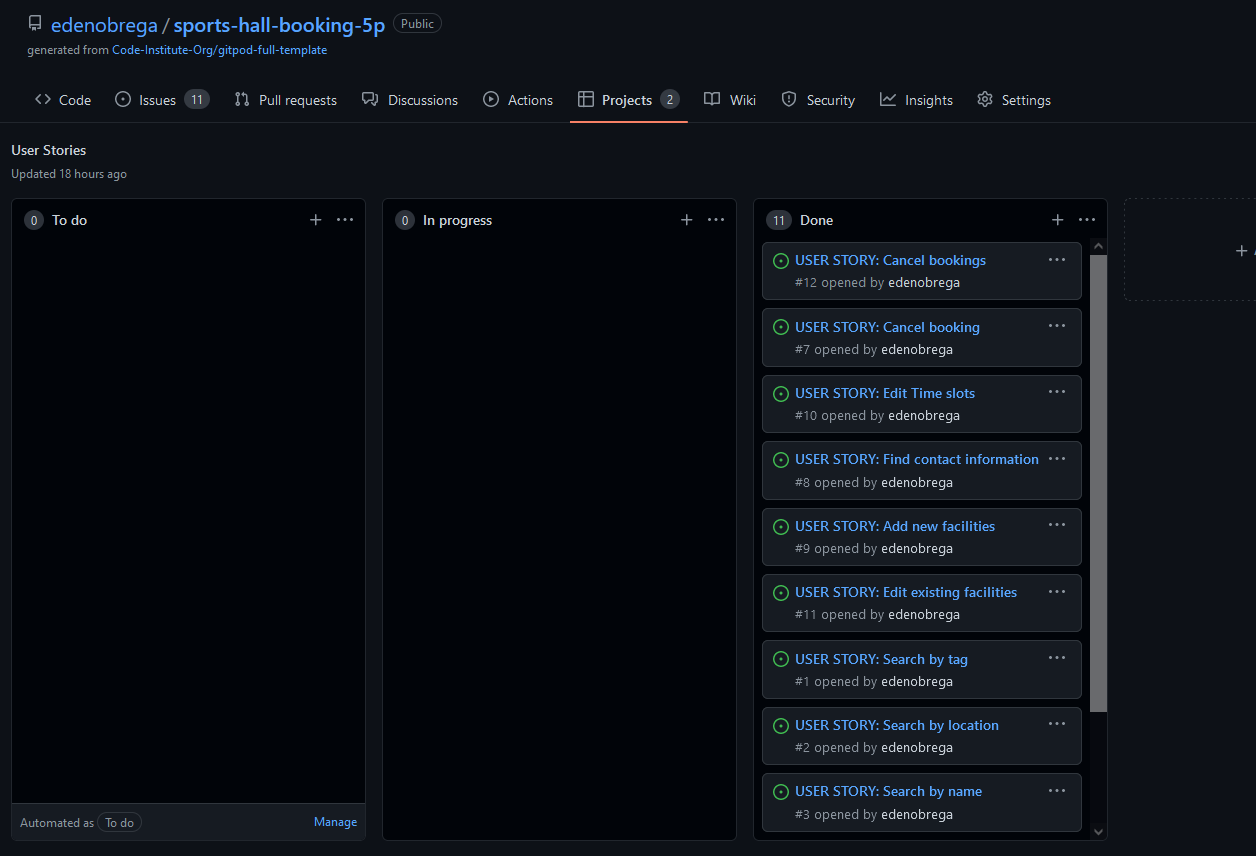 edenobrega / sports-hall-booking-5p Public
generated from Code-Institute-Org/gitpod-full-template
Code Issues 11 Pull requests Discussions Actions Projects 2 Wiki Security Insights Settings
User Stories
Updated 18 hours ago
0 To do
Automated as To do Manage
0 In progress
11 Done
USER STORY: Cancel bookings
#12 opened by edenobrega
USER STORY: Cancel booking
#7 opened by edenobrega
USER STORY: Edit Time slots
#10 opened by edenobrega
USER STORY: Find contact information
#8 opened by edenobrega
USER STORY: Add new facilities
#9 opened by edenobrega
USER STORY: Edit existing facilities
#11 opened by edenobrega
USER STORY: Search by tag
#1 opened by edenobrega
USER STORY: Search by location
#2 opened by edenobrega
USER STORY: Search by name
#3 opened by edenobrega